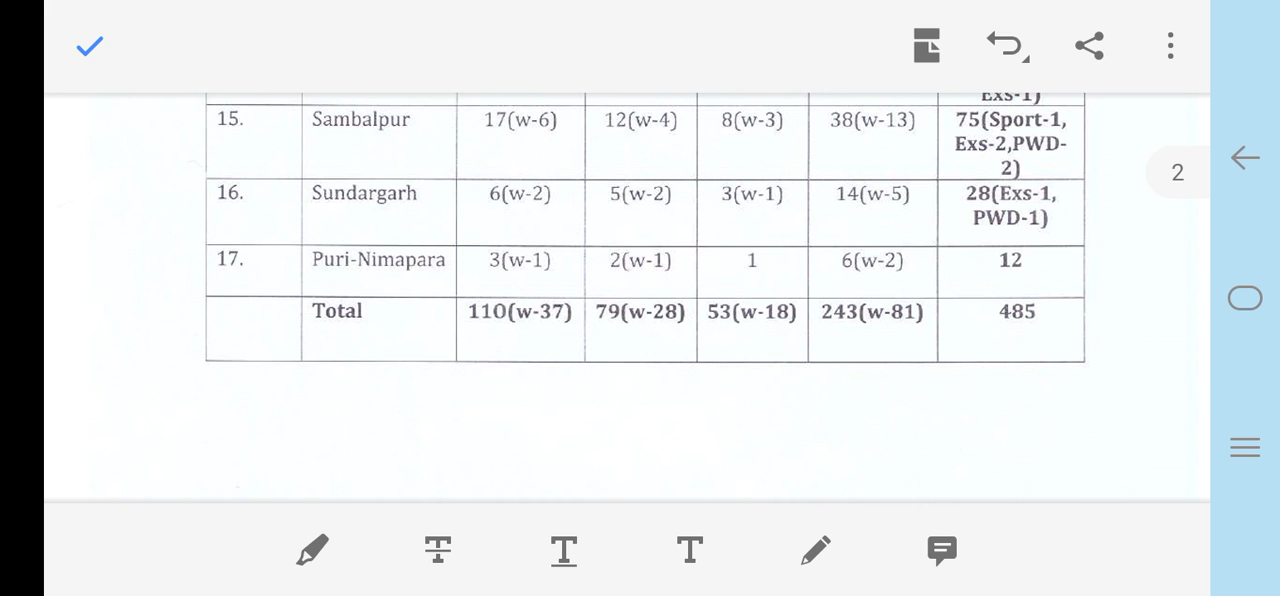 Exs-1)
15. Sambalpur 17(w-6) 12(w-4) 8(w-3) 38(w-13) 75(Sport-1,
Exs-2,PWD-
2)
2
16. Sundargarh 6(w-2) 5(w-2) 3(w-1) 14(w-5) 28(Exs-1,
PWD-1)
17. Puri-Nimapara 3(w-1) 2(w-1) 1 6(w-2) 12
Total 110(w-37) 79(w-28) 53(w-18) 243(w-81) 485